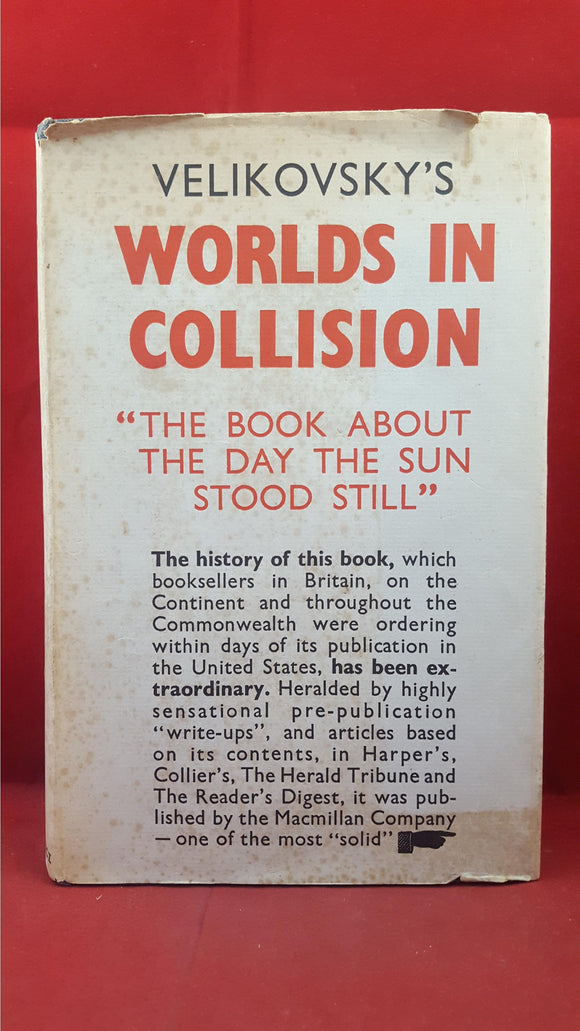 VELIKOVSKY'S
WORLDS IN
COLLISION
“THE BOOK ABOUT
THE DAY THE SUN
STOOD STILL”
The history of this book, which
booksellers in Britain, on the
Continent and throughout the
Commonwealth were ordering
within days of its publication in
the United States, has been ex-
traordinary. Heralded by highly
sensational pre-publication
“write-ups”, and articles based
on its contents, in Harper's,
Collier's, The Herald Tribune and
The Reader's Digest, it was pub-
lished by the Macmillan Company
— one of the most “solid”